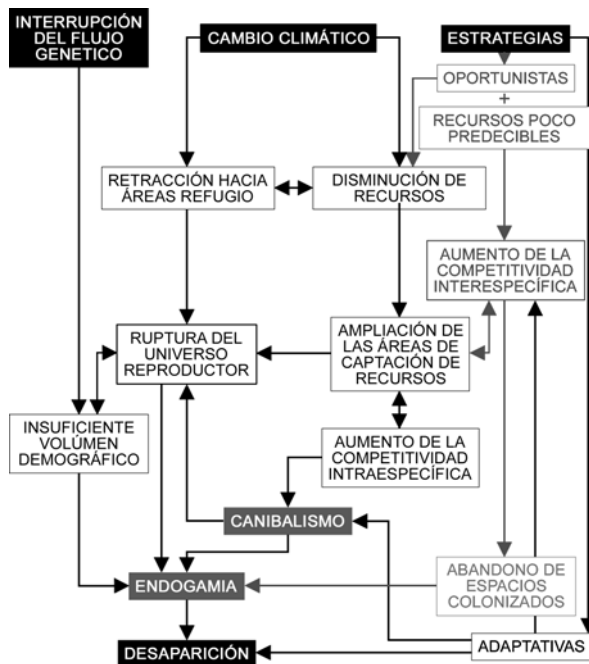 INTERRUPCIÓN
DEL FLUJO
GENETICO
CAMBIO CLIMÁTICO
ESTRATEGIAS
OPORTUNISTAS
+
RECURSOS POCO
PREDECIBLES
RETRACCIÓN HACIA
ÁREAS REFUGIO
DISMINUCIÓN DE
RECURSOS
AUMENTO DE LA
COMPETITIVIDAD
INTERESPECÍFICA
RUPTURA DEL
UNIVERSO
REPRODUCTOR
AMPLIACIÓN DE
LAS ÁREAS DE
CAPTACIÓN DE
RECURSOS
INSUFICIENTE
VOLÚMEN
DEMOGRÁFICO
AUMENTO DE LA
COMPETITIVIDAD
INTRAESPECÍFICA
CANIBALISMO
ENDOGAMIA
ABANDONO DE
ESPACIOS
COLONIZADOS
DESAPARICIÓN
ADAPTATIVAS